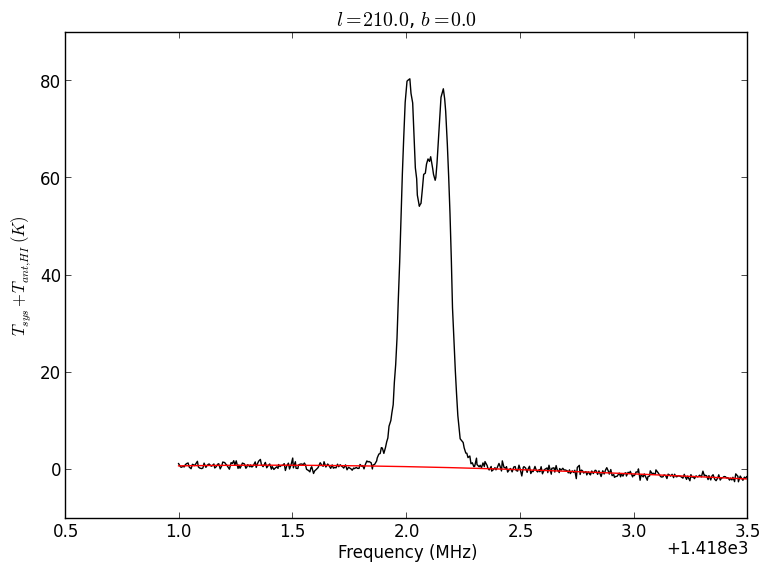 l = 210.0, b = 0.0
80
60
40
20
0
T_sys + T_ant,HI (K)
0.5 1.0 1.5 2.0 2.5 3.0 3.5
Frequency (MHz)
+1.418e3